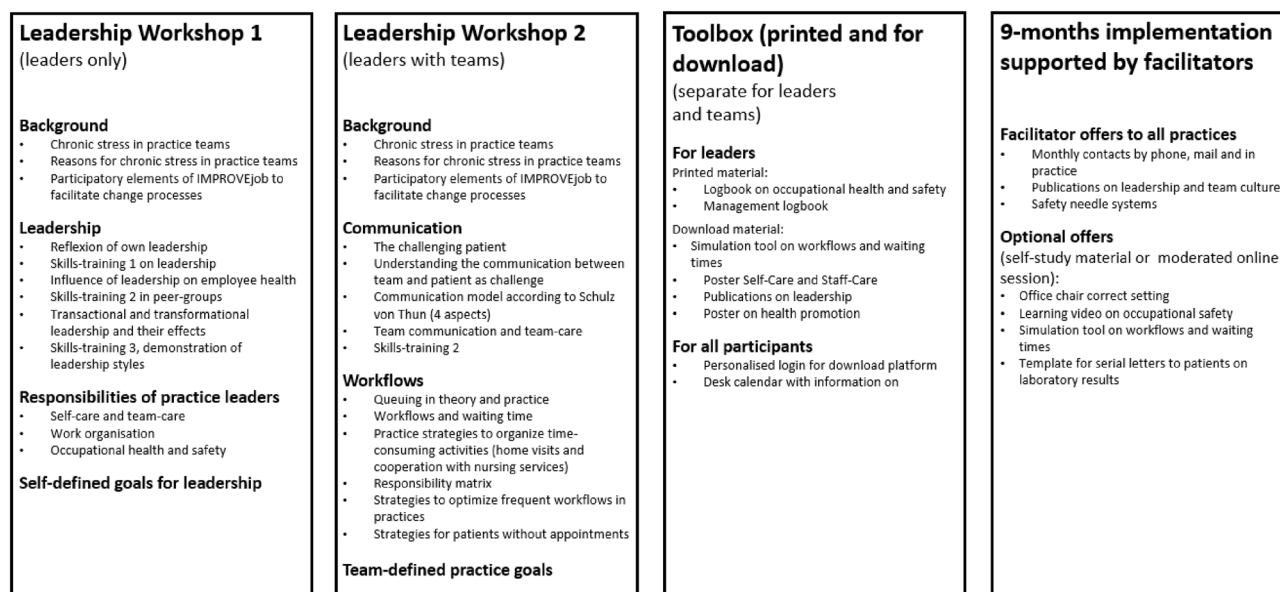 Leadership Workshop 1
(leaders only)
Background
• Chronic stress in practice teams
• Reasons for chronic stress in practice teams
• Participatory elements of IMPROVEjob to
facilitate change processes
Leadership
• Reflexion of own leadership
• Skills-training 1 on leadership
• Influence of leadership on employee health
• Skills-training 2 in peer-groups
• Transactional and transformational
leadership and their effects
• Skills-training 3, demonstration of
leadership styles
Responsibilities of practice leaders
• Self-care and team-care
• Work organisation
• Occupational health and safety
Self-defined goals for leadership
Leadership Workshop 2
(leaders with teams)
Background
• Chronic stress in practice teams
• Reasons for chronic stress in practice teams
• Participatory elements of IMPROVEjob to
facilitate change processes
Communication
• The challenging patient
• Understanding the communication between
team and patient as challenge
• Communication model according to Schulz
von Thun (4 aspects)
• Team communication and team-care
• Skills-training 2
Workflows
• Queuing in theory and practice
• Workflows and waiting time
• Practice strategies to organize time-
consuming activities (home visits and
cooperation with nursing services)
• Responsibility matrix
• Strategies to optimize frequent workflows in
practices
• Strategies for patients without appointments
Team-defined practice goals
Toolbox (printed and for
download)
(separate for leaders
and teams)
For leaders
Printed material:
• Logbook on occupational health and safety
• Management logbook
Download material:
• Simulation tool on workflows and waiting
times
• Poster Self-Care and Staff-Care
• Publications on leadership
• Poster on health promotion
For all participants
• Personalised login for download platform
• Desk calendar with information on
9-months implementation
supported by facilitators
Facilitator offers to all practices
• Monthly contacts by phone, mail and in
practice
• Publications on leadership and team culture
• Safety needle systems
Optional offers
(self-study material or moderated online
session):
• Office chair correct setting
• Learning video on occupational safety
• Simulation tool on workflows and waiting
times
• Template for serial letters to patients on
laboratory results